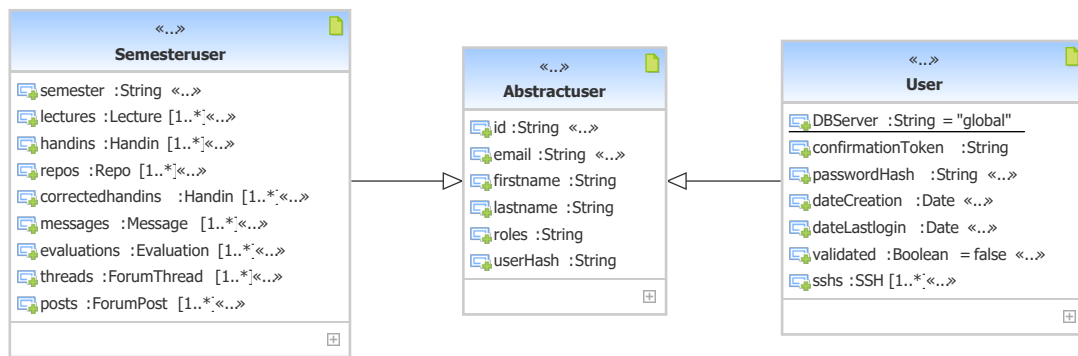 «...»
Semesteruser
semester :String «...»
lectures :Lecture [1..*]«...»
handins :Handin [1..*]«...»
repos :Repo [1..*]«...»
correctedhandins :Handin [1..*]«...»
messages :Message [1..*]«...»
evaluations :Evaluation [1..*]«...»
threads :ForumThread [1..*]«...»
posts :ForumPost [1..*]«...»
«...»
Abstractuser
id :String «...»
email :String «...»
firstname :String
lastname :String
roles :String
userHash :String
«...»
User
DBServer :String = "global"
confirmationToken :String
passwordHash :String «...»
dateCreation :Date «...»
dateLastlogin :Date «...»
validated :Boolean = false «...»
sshs :SSH [1..*]«...»